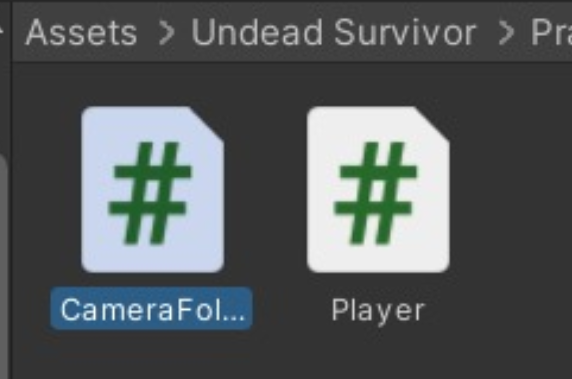 Assets > Undead Survivor > Pra
# #
CameraFol... Player